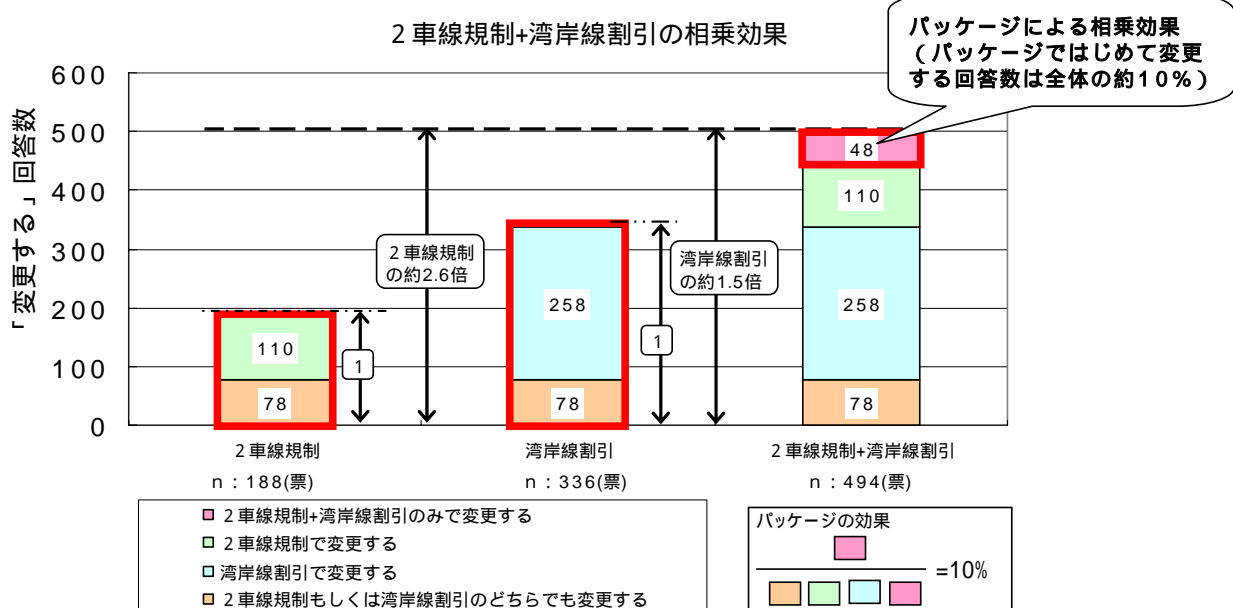 2車線規制+湾岸線割引の相乗効果
パッケージによる相乗効果
(パッケージではじめて変更
する回答数は全体の約10%)
「変更する」回答数
600
500
400
300
200
100
0
2車線規制
の約2.6倍
湾岸線割引
の約1.5倍
110
78
1
258
78
1
48
110
258
78
2車線規制
湾岸線割引
2車線規制+湾岸線割引
n:188(票)
n:336(票)
n:494(票)
2車線規制+湾岸線割引のみで変更する
2車線規制で変更する
湾岸線割引で変更する
2車線規制もしくは湾岸線割引のどちらでも変更する
パッケージの効果
=10%